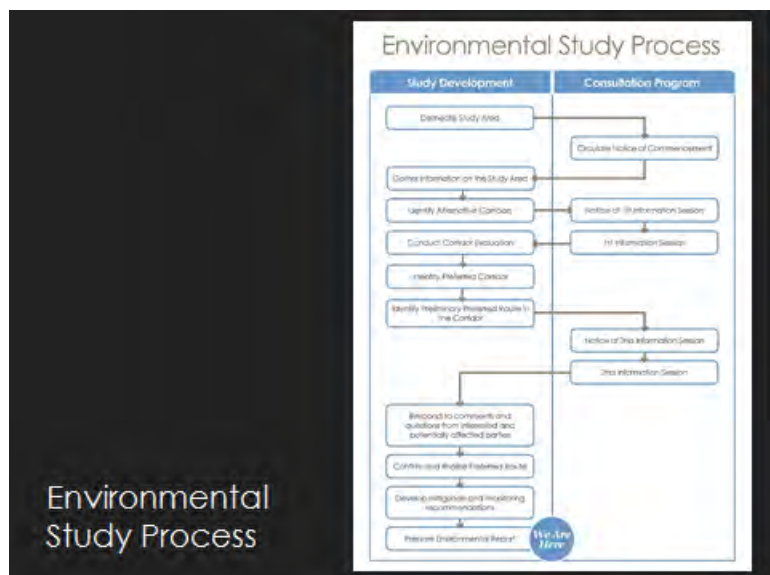 Environmental Study Process
Study Development
Consultation Program
Delineate Study Area
Circulate Notice of Commencement
Gather Information on the Study Area
Identify Alternative Corridors
Notice of 1st Information Session
Conduct Corridor Evaluation
1st Information Session
Identify Preferred Corridor
Identify Preliminary Preferred Route in
the Corridor
Notice of 2nd Information Session
2nd Information Session
Respond to comments and
questions from interested and
potentially affected parties
Confirm and finalize Preferred Route
Develop mitigation and monitoring
recommendations
Prepare Environmental Report
We Are
Here
Environmental
Study Process